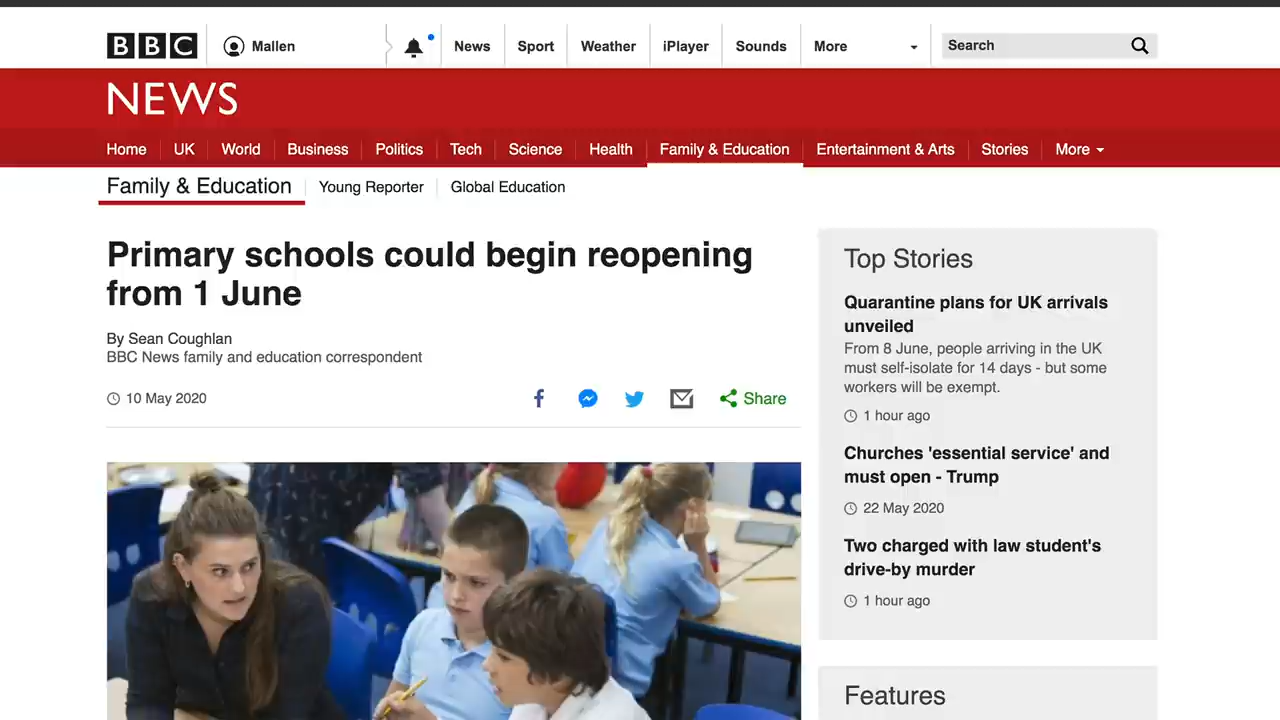 BBC
Mallen
News
Sport
Weather
iPlayer
Sounds
More
Search
NEWS
Home
UK
World
Business
Politics
Tech
Science
Health
Family & Education
Entertainment & Arts
Stories
More
Family & Education
Young Reporter
Global Education
Primary schools could begin reopening
from 1 June
By Sean Coughlan
BBC News family and education correspondent
10 May 2020
Share
Top Stories
Quarantine plans for UK arrivals
unveiled
From 8 June, people arriving in the UK
must self-isolate for 14 days - but some
workers will be exempt.
1 hour ago
Churches 'essential service' and
must open - Trump
22 May 2020
Two charged with law student's
drive-by murder
1 hour ago
Features